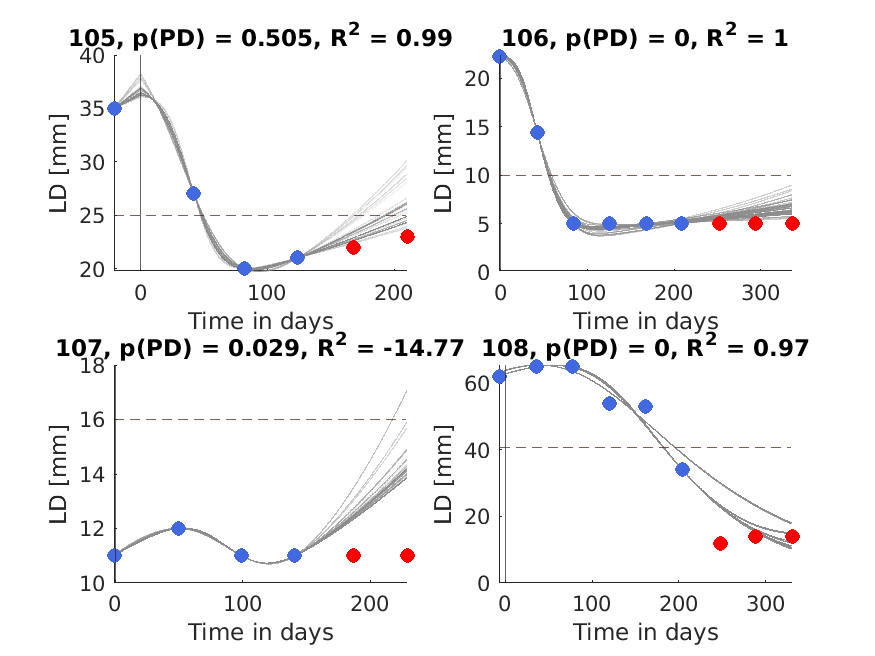 105, p(PD) = 0.505, R² = 0.99
40
35
30
25
20
LD [mm]
0
100
200
Time in days
106, p(PD) = 0, R² = 1
20
15
10
5
0
LD [mm]
0
100
200
300
Time in days
107, p(PD) = 0.029, R² = -14.77
18
16
14
12
10
LD [mm]
0
100
200
Time in days
108, p(PD) = 0, R² = 0.97
60
40
20
0
LD [mm]
0
100
200
300
Time in days